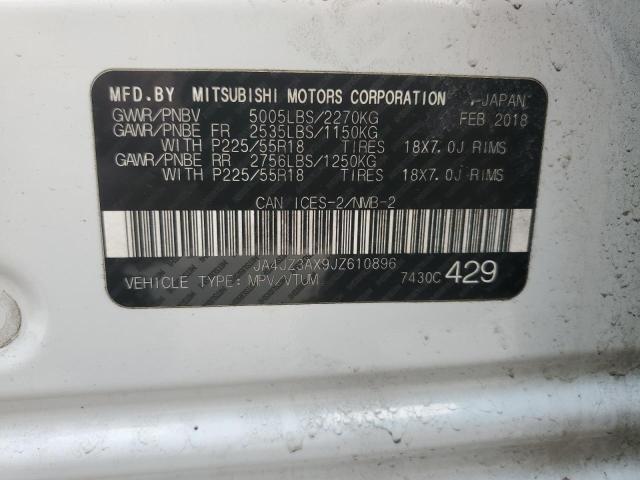 MFD.BY MITSUBISHI MOTORS CORPORATION JAPAN
GVWR/PNBV 5005LBS/2270KG FEB 2018
GAWR/PNBE FR 2535LBS/1150KG
WITH P225/55R18 TIRES 18X7.0J RIMS
GAWR/PNBE RR 2756LBS/1250KG
WITH P225/55R18 TIRES 18X7.0J RIMS
CAN ICES-2/NMB-2
JA4JZ3AX9JZ610896
VEHICLE TYPE: MPV/VTUM 7430C 429